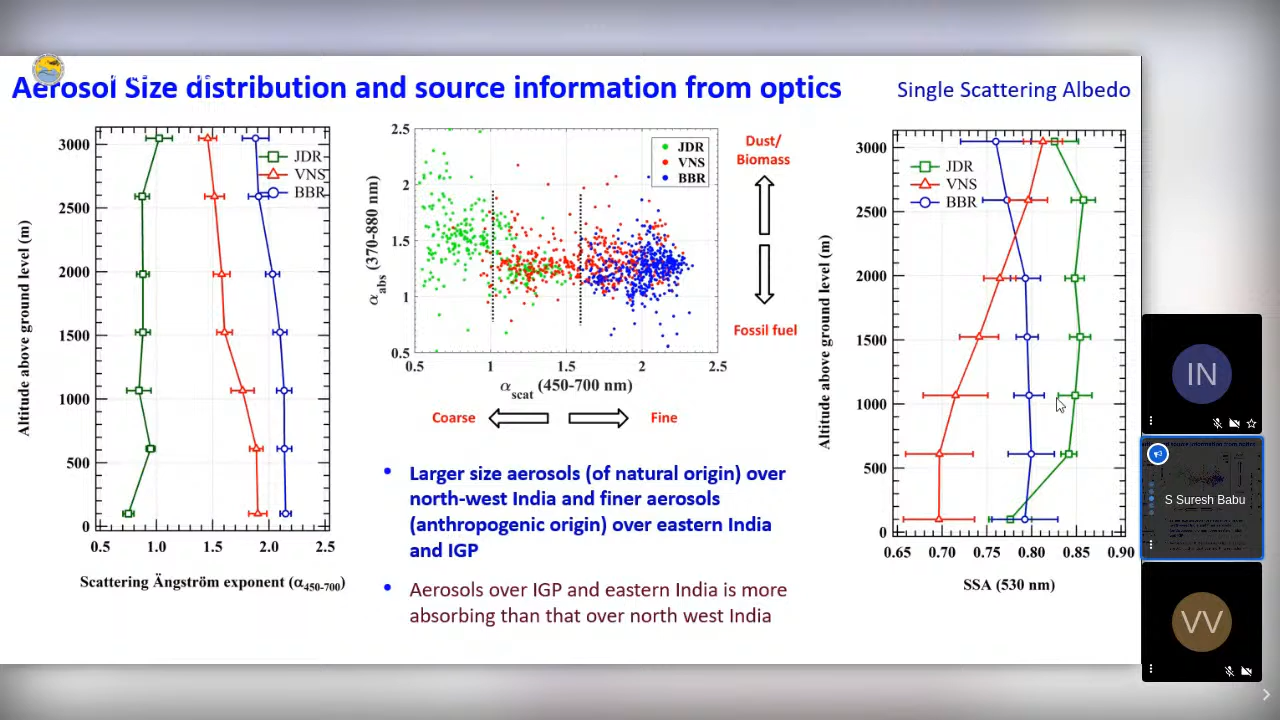 Aerosol Size distribution and source information from optics
Single Scattering Albedo
3000
2500
2000
1500
1000
500
0
0.5 1.0 1.5 2.0 2.5
Altitude above ground level (m)
Scattering Ängström exponent (α450-700)
JDR
VNS
BBR
2.5
2
1.5
1
0.5
0.5 1 1.5 2 2.5
αabs (370-880 nm)
αscat (450-700 nm)
JDR
VNS
BBR
Dust/
Biomass
Fossil fuel
Coarse
Fine
• Larger size aerosols (of natural origin) over
north-west India and finer aerosols
(anthropogenic origin) over eastern India
and IGP
• Aerosols over IGP and eastern India is more
absorbing than that over north west India
3000
2500
2000
1500
1000
500
0
0.65 0.70 0.75 0.80 0.85 0.90
Altitude above ground level (m)
SSA (530 nm)
JDR
VNS
BBR
IN
S Suresh Babu
VV